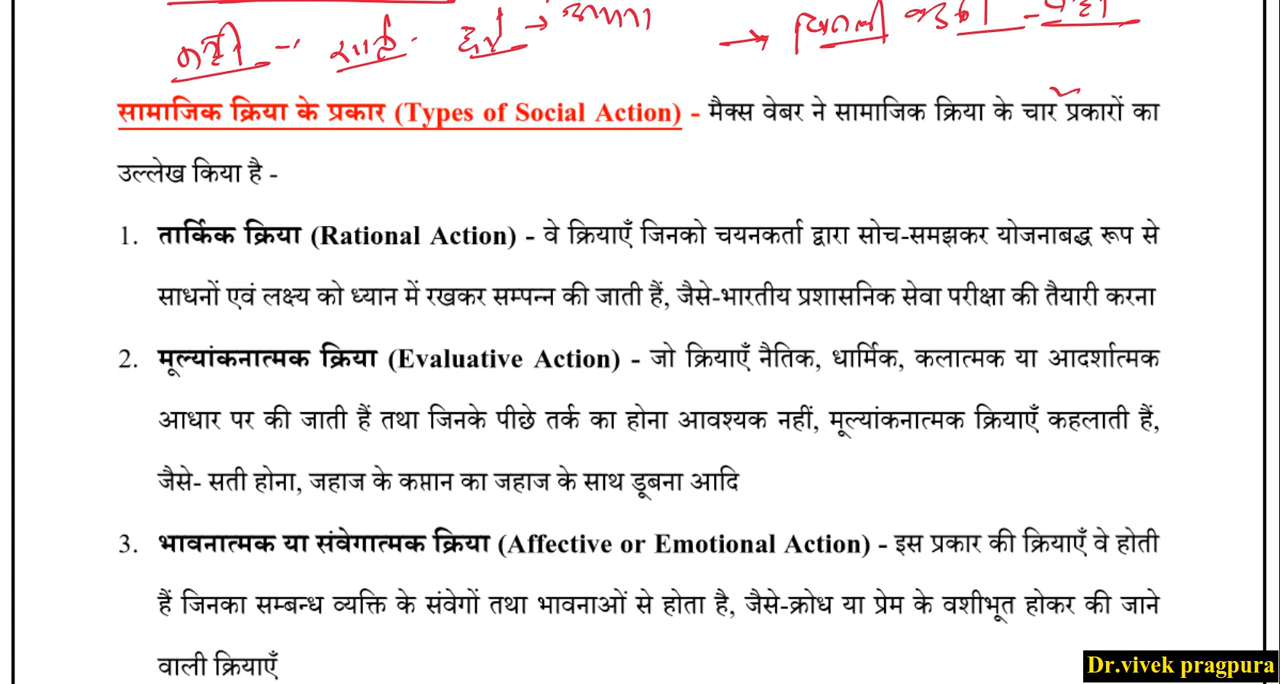 सामाजिक क्रिया के प्रकार (Types of Social Action) - मैक्स वेबर ने सामाजिक क्रिया के चार प्रकारों का
उल्लेख किया है -
1. तार्किक क्रिया (Rational Action) - वे क्रियाएँ जिनको चयनकर्ता द्वारा सोच-समझकर योजनाबद्ध रूप से
साधनों एवं लक्ष्य को ध्यान में रखकर सम्पन्न की जाती हैं, जैसे-भारतीय प्रशासनिक सेवा परीक्षा की तैयारी करना
2. मूल्यांकनात्मक क्रिया (Evaluative Action) - जो क्रियाएँ नैतिक, धार्मिक, कलात्मक या आदर्शात्मक
आधार पर की जाती हैं तथा जिनके पीछे तर्क का होना आवश्यक नहीं, मूल्यांकनात्मक क्रियाएँ कहलाती हैं,
जैसे- सती होना, जहाज के कप्तान का जहाज के साथ डूबना आदि
3. भावनात्मक या संवेगात्मक क्रिया (Affective or Emotional Action) - इस प्रकार की क्रियाएँ वे होती
हैं जिनका सम्बन्ध व्यक्ति के संवेगों तथा भावनाओं से होता है, जैसे-क्रोध या प्रेम के वशीभूत होकर की जाने
वाली क्रियाएँ
Dr.vivek pragpura